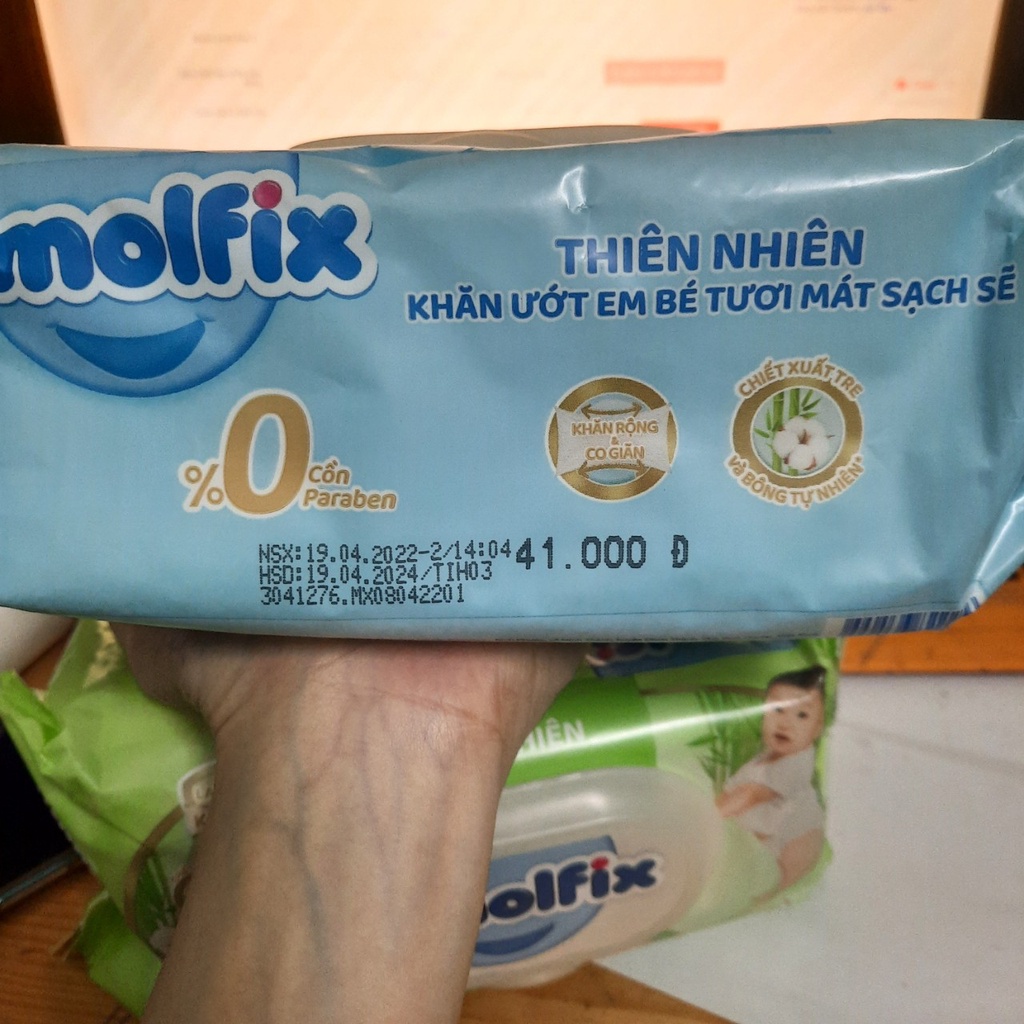 molfix
THIÊN NHIÊN
KHĂN ƯỚT EM BÉ TƯƠI MÁT SẠCH SẼ
%0 Cồn
Paraben
KHĂN RỘNG
&
CO GIÃN
CHIẾT XUẤT TRE
VÀ BÔNG TỰ NHIÊN*
NSX:19.04.2022-2/14:04 41.000 Đ
HSD:19.04.2024/TIH03
3041276.MX08042201
molfix